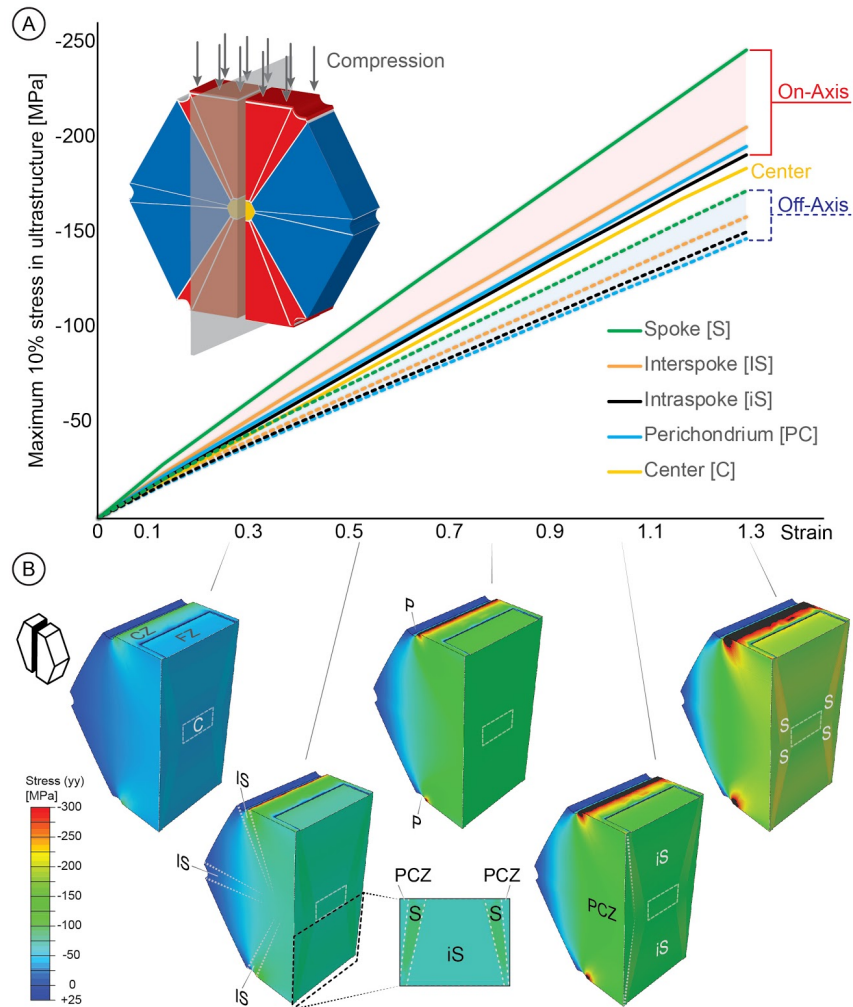 A
Maximum 10% stress in ultrastructure [MPa]
-250
-200
-150
-100
-50
Compression
On-Axis
Center
Off-Axis
Spoke [S]
Interspoke [IS]
Intraspoke [iS]
Perichondrium [PC]
Center [C]
0 0.1 0.3 0.5 0.7 0.9 1.1 1.3 Strain
B
CZ
FZ
C
P
P
S
S
S
S
Stress (yy)
[MPa]
-300
-250
-200
-150
-100
-50
0
+25
IS
IS
IS
PCZ PCZ
S S
iS
PCZ
iS
iS